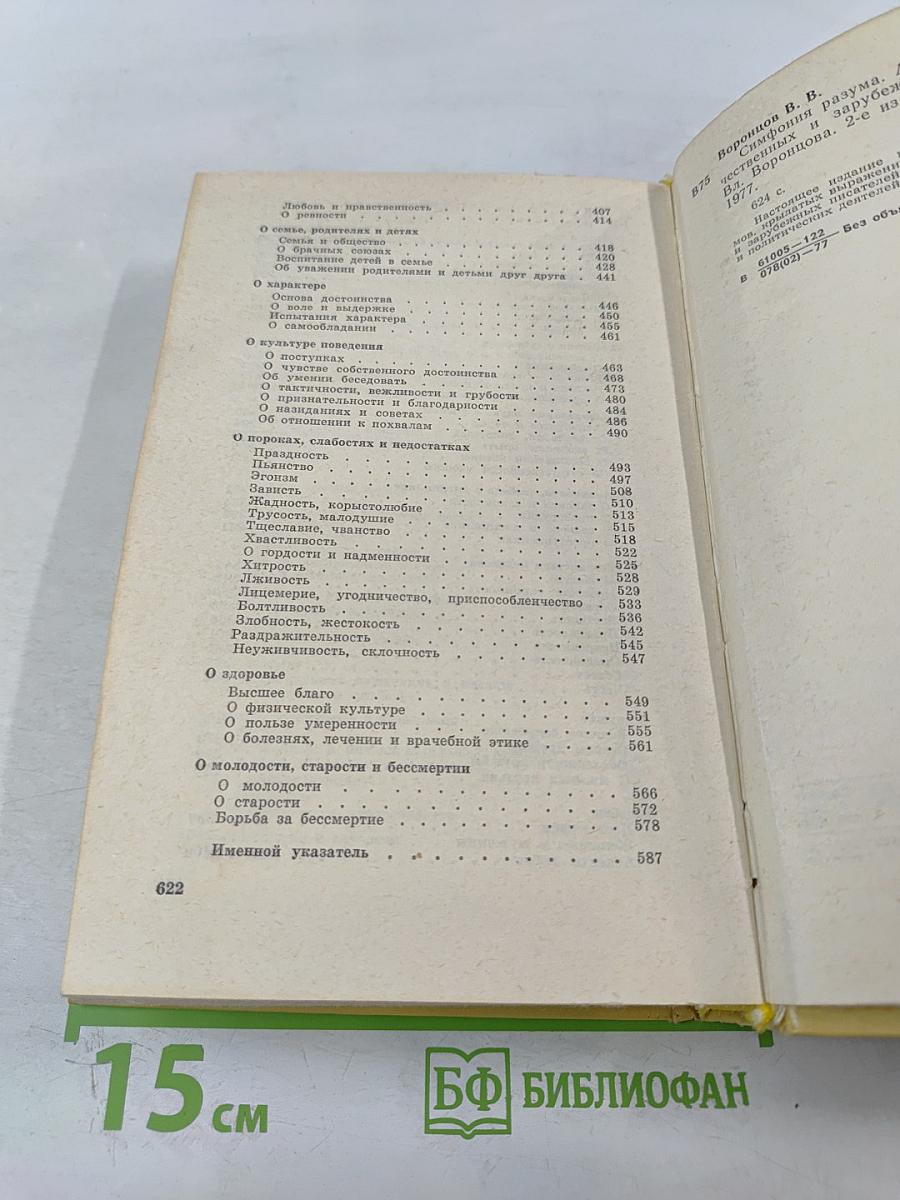 Любовь и нравственность . . . . . . . . . 407
О ревности . . . . . . . . . . . . . 414
О семье, родителях и детях
Семья и общество . . . . . . . . . . . 418
О брачных союзах . . . . . . . . . . . 420
Воспитание детей в семье . . . . . . . . 428
Об уважении родителями и детьми друг друга . 441
О характере
Основа достоинства . . . . . . . . . . 446
О воле и выдержке . . . . . . . . . . 450
Испытания характера . . . . . . . . . . 455
О самообладании . . . . . . . . . . . 461
О культуре поведения
О поступках . . . . . . . . . . . . . 463
О чувстве собственного достоинства . . . . . 468
Об умении беседовать . . . . . . . . . 473
О тактичности, вежливости и грубости . . . . 480
О признательности и благодарности . . . . . 484
О назиданиях и советах . . . . . . . . . 486
Об отношении к похвалам . . . . . . . . 490
О пороках, слабостях и недостатках
Праздность . . . . . . . . . . . . . 493
Пьянство . . . . . . . . . . . . . . 497
Эгоизм . . . . . . . . . . . . . . . 508
Зависть . . . . . . . . . . . . . . 510
Жадность, корыстолюбие . . . . . . . . . 513
Трусость, малодушие . . . . . . . . . . 515
Тщеславие, чванство . . . . . . . . . . 518
Хвастливость . . . . . . . . . . . . 522
О гордости и надменности . . . . . . . . 525
Хитрость . . . . . . . . . . . . . . 528
Лживость . . . . . . . . . . . . . . 529
Лицемерие, угодничество, приспособленчество . 533
Болтливость . . . . . . . . . . . . . 536
Злобность, жестокость . . . . . . . . . 542
Раздражительность . . . . . . . . . . . 545
Неуживчивость, склочность . . . . . . . . 547
О здоровье
Высшее благо . . . . . . . . . . . . 549
О физической культуре . . . . . . . . . 551
О пользе умеренности . . . . . . . . . 555
О болезнях, лечении и врачебной этике . . . . 561
О молодости, старости и бессмертии
О молодости . . . . . . . . . . . . 566
О старости . . . . . . . . . . . . . 572
Борьба за бессмертие . . . . . . . . . . 578
Именной указатель . . . . . . . . . . . 587
622
Воронцов В. В.
В75 Симфония разума.
чественных и
Вл. Воронцова. 2-е
1977.
624 с.
Настоящее издание
мов, крылатых
и зарубежных писателей
и политических деятелей
В 61005—122
078(02)—77 Без
15 см
БФ БИБЛИОФАН